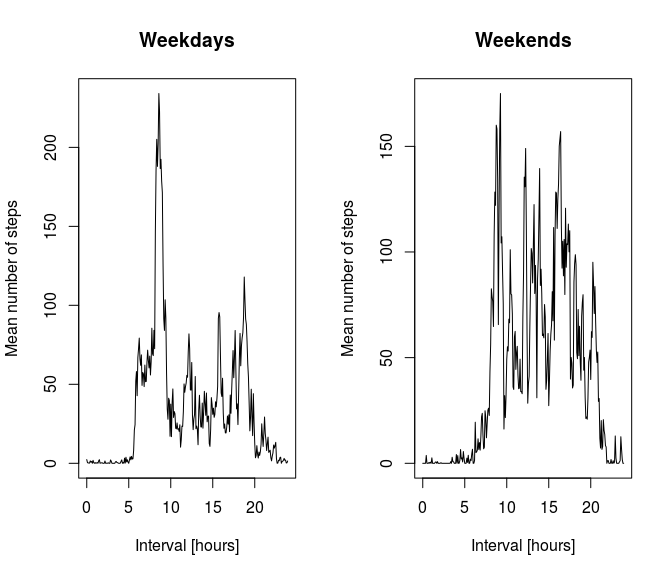 Weekdays
Mean number of steps
0 50 100 150 200
0 5 10 15 20
Interval [hours]
Weekends
Mean number of steps
0 50 100 150
0 5 10 15 20
Interval [hours]